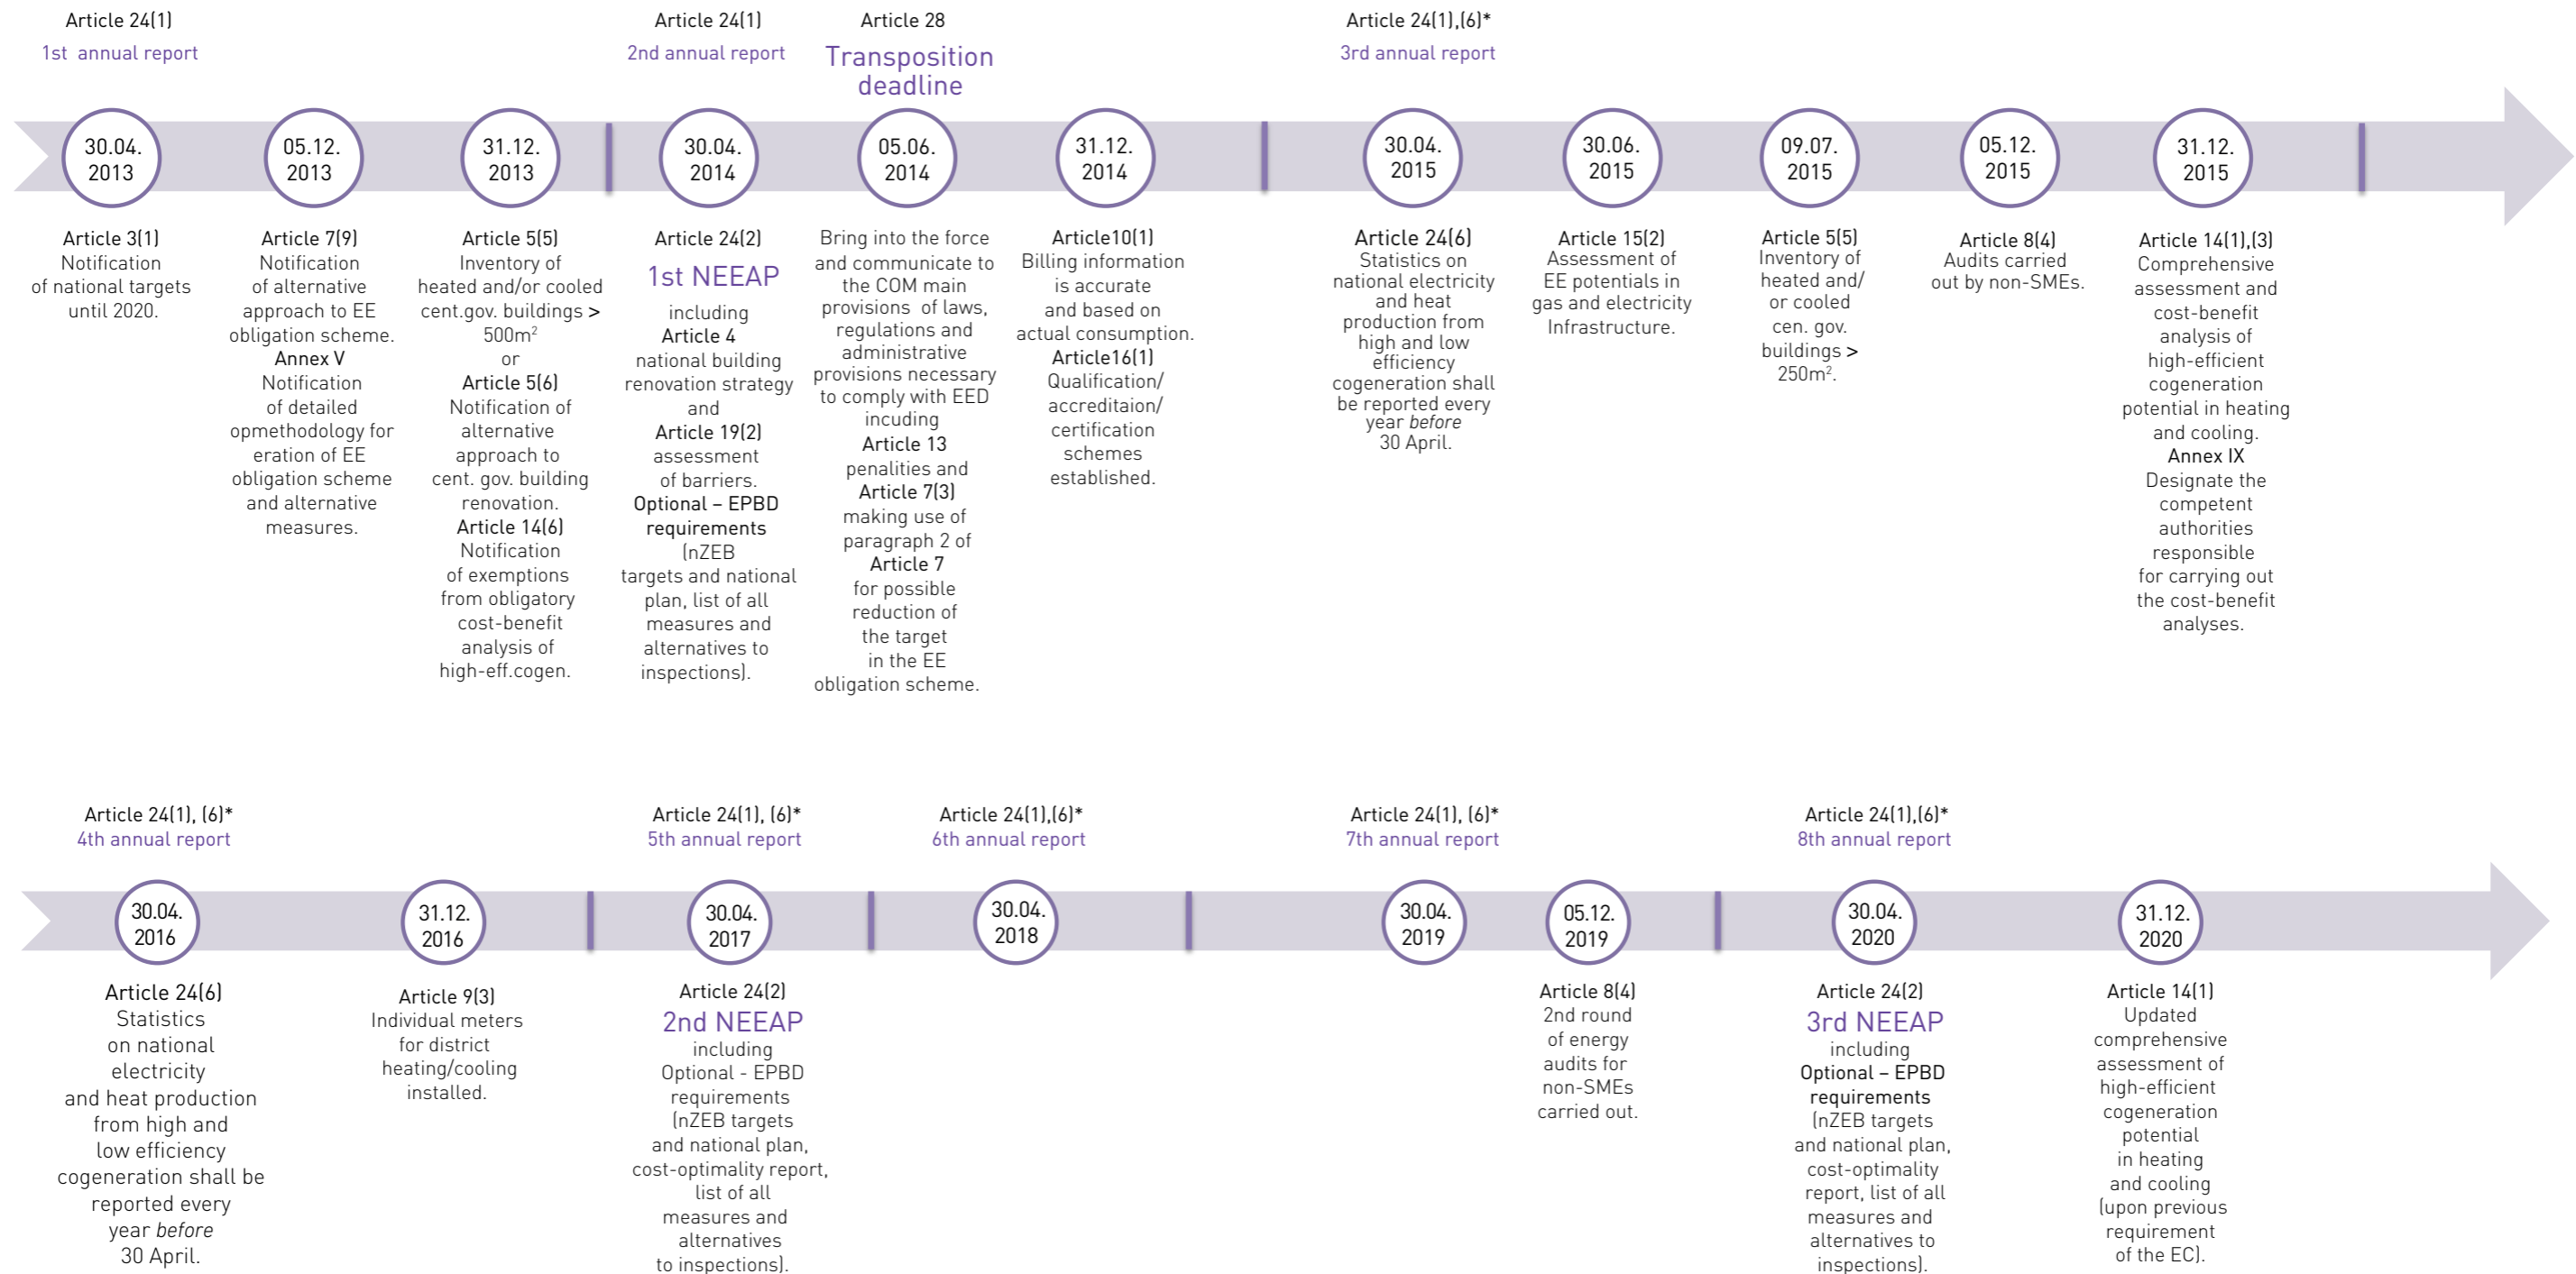 Article 24(1)
1st  annual report
Article 24(1)
2nd annual report
Article 28
Transposition
deadline
Article 24(1),(6)*
3rd annual report
30.04.
2013
05.12.
2013
31.12.
2013
30.04.
2014
05.06.
2014
31.12.
2014
30.04.
2015
30.06.
2015
09.07.
2015
05.12.
2015
31.12.
2015
Article 3(1)
Notification
of national targets
until 2020.
Article 7(9)
Notification
of alternative
approach to EE
obligation scheme.
Annex V
Notification
of detailed
opmethodology for
eration of EE
obligation scheme
and alternative
measures.
Article 5(5)
Inventory of
heated and/or cooled
cent.gov. buildings >
500m²
or
Article 5(6)
Notification of
alternative
approach to
cent. gov. building
renovation.
Article 14(6)
Notification
of exemptions
from obligatory
cost-benefit
analysis of
high-eff.cogen.
Article 24(2)
1st NEEAP
including
Article 4
national building
renovation strategy
and
Article 19(2)
assessment
of barriers.
Optional – EPBD
requirements
(nZEB
targets and national
plan, list of all
measures and
alternatives to
inspections).
Bring into the force
and communicate to
the COM main
provisions  of laws,
regulations and
administrative
provisions necessary
to comply with EED
incuding
Article 13
penalities and
Article 7(3)
making use of
paragraph 2 of
Article 7
for possible
reduction of
the target
in the EE
obligation scheme.
Article10(1)
Billing information
is accurate
and based on
actual consumption.
Article16(1)
Qualification/
accreditaion/
certification
schemes
established.
Article 24(6)
Statistics on
national electricity
and heat
production from
high and low
efficiency
cogeneration shall
be reported every
year before
30 April.
Article 15(2)
Assessment of
EE potentials in
gas and electricity
Infrastructure.
Article 5(5)
Inventory of
heated and/
or cooled
cen. gov.
buildings >
250m².
Article 8(4)
Audits carried
out by non-SMEs.
Article 14(1),(3)
Comprehensive
assessment and
cost-benefit
analysis of
high-efficient
cogeneration
potential in heating
and cooling.
Annex IX
Designate the
competent
authorities
responsible
for carrying out
the cost-benefit
analyses.
Article 24(1), (6)*
4th annual report
Article 24(1), (6)*
5th annual report
Article 24(1),(6)*
6th annual report
Article 24(1), (6)*
7th annual report
Article 24(1),(6)*
8th annual report
30.04.
2016
31.12.
2016
30.04.
2017
30.04.
2018
30.04.
2019
05.12.
2019
30.04.
2020
31.12.
2020
Article 24(6)
Statistics
on national
electricity
and heat production
from high and
low efficiency
cogeneration shall be
reported every
year before
30 April.
Article 9(3)
Individual meters
for district
heating/cooling
installed.
Article 24(2)
2nd NEEAP
including
Optional - EPBD
requirements
(nZEB targets
and national plan,
cost-optimality report,
list of all
measures and
alternatives
to inspections).
Article 8(4)
2nd round
of energy
audits for
non-SMEs
carried out.
Article 24(2)
3rd NEEAP
including
Optional – EPBD
requirements
(nZEB targets
and national plan,
cost-optimality
report, list of all
measures and
alternatives to
inspections).
Article 14(1)
Updated
comprehensive
assessment of
high-efficient
cogeneration
potential
in heating
and cooling
(upon previous
requirement
of the EC).